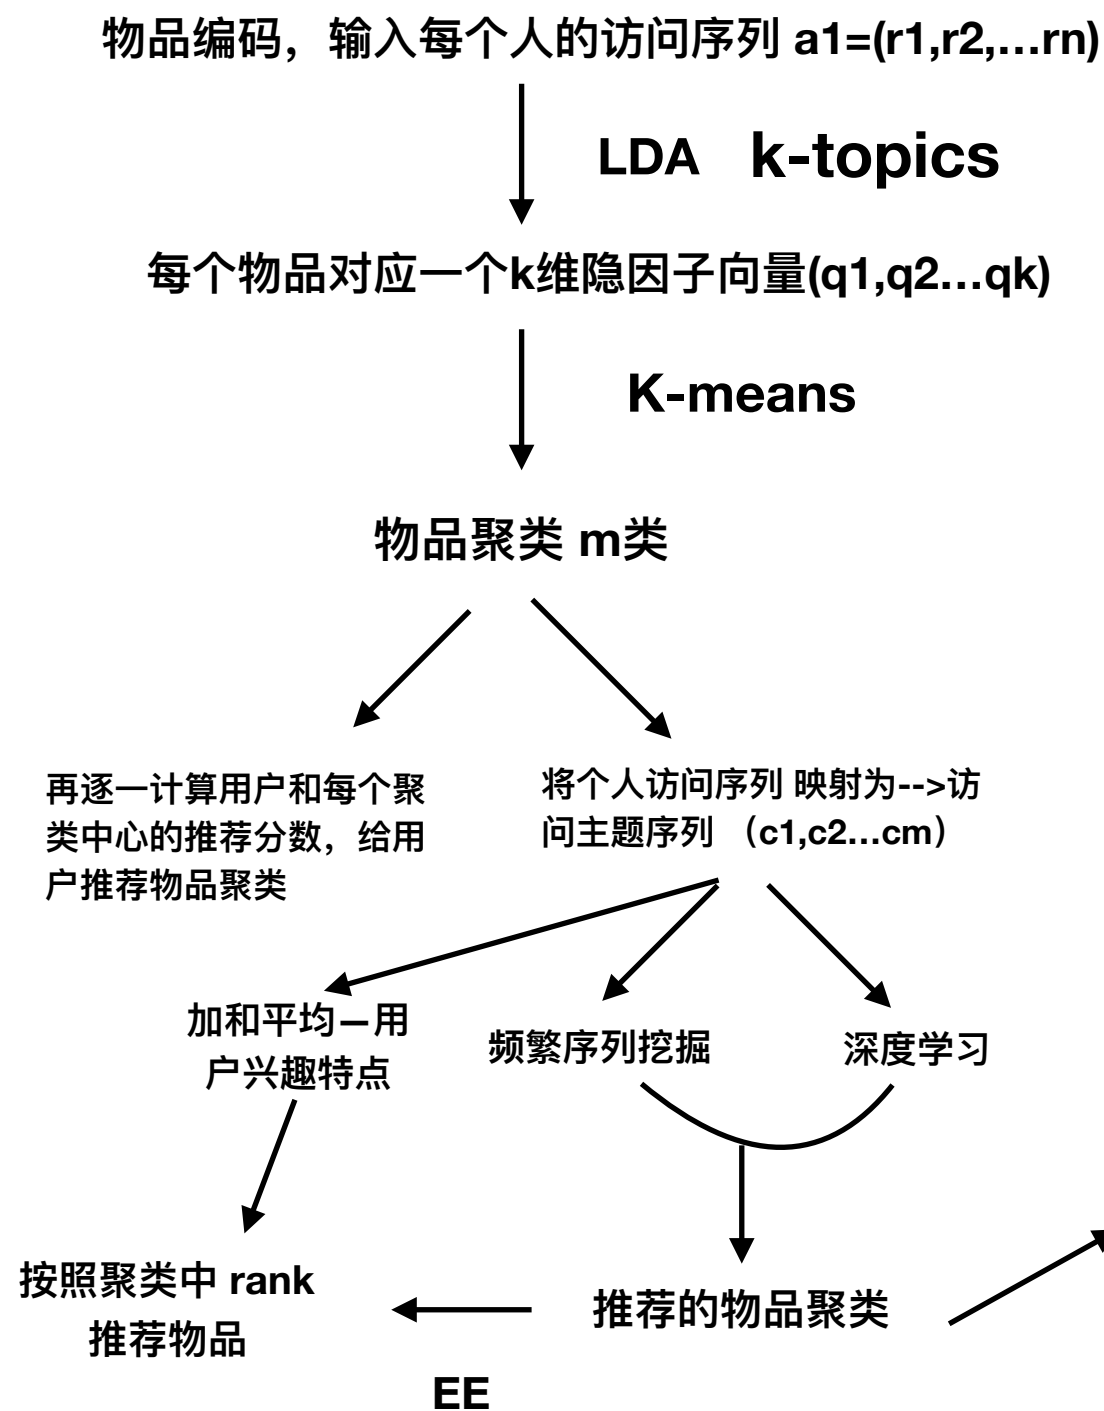 物品编码，输入每个人的访问序列 a1=(r1,r2,…rn)
LDA k-topics
每个物品对应一个k维隐因子向量(q1,q2…qk)
K-means
物品聚类 m类
再逐一计算用户和每个聚
类中心的推荐分数，给用
户推荐物品聚类
将个人访问序列 映射为-->访
问主题序列 （c1,c2…cm）
加和平均—用
户兴趣特点
频繁序列挖掘
深度学习
按照聚类中 rank
推荐物品
推荐的物品聚类
EE